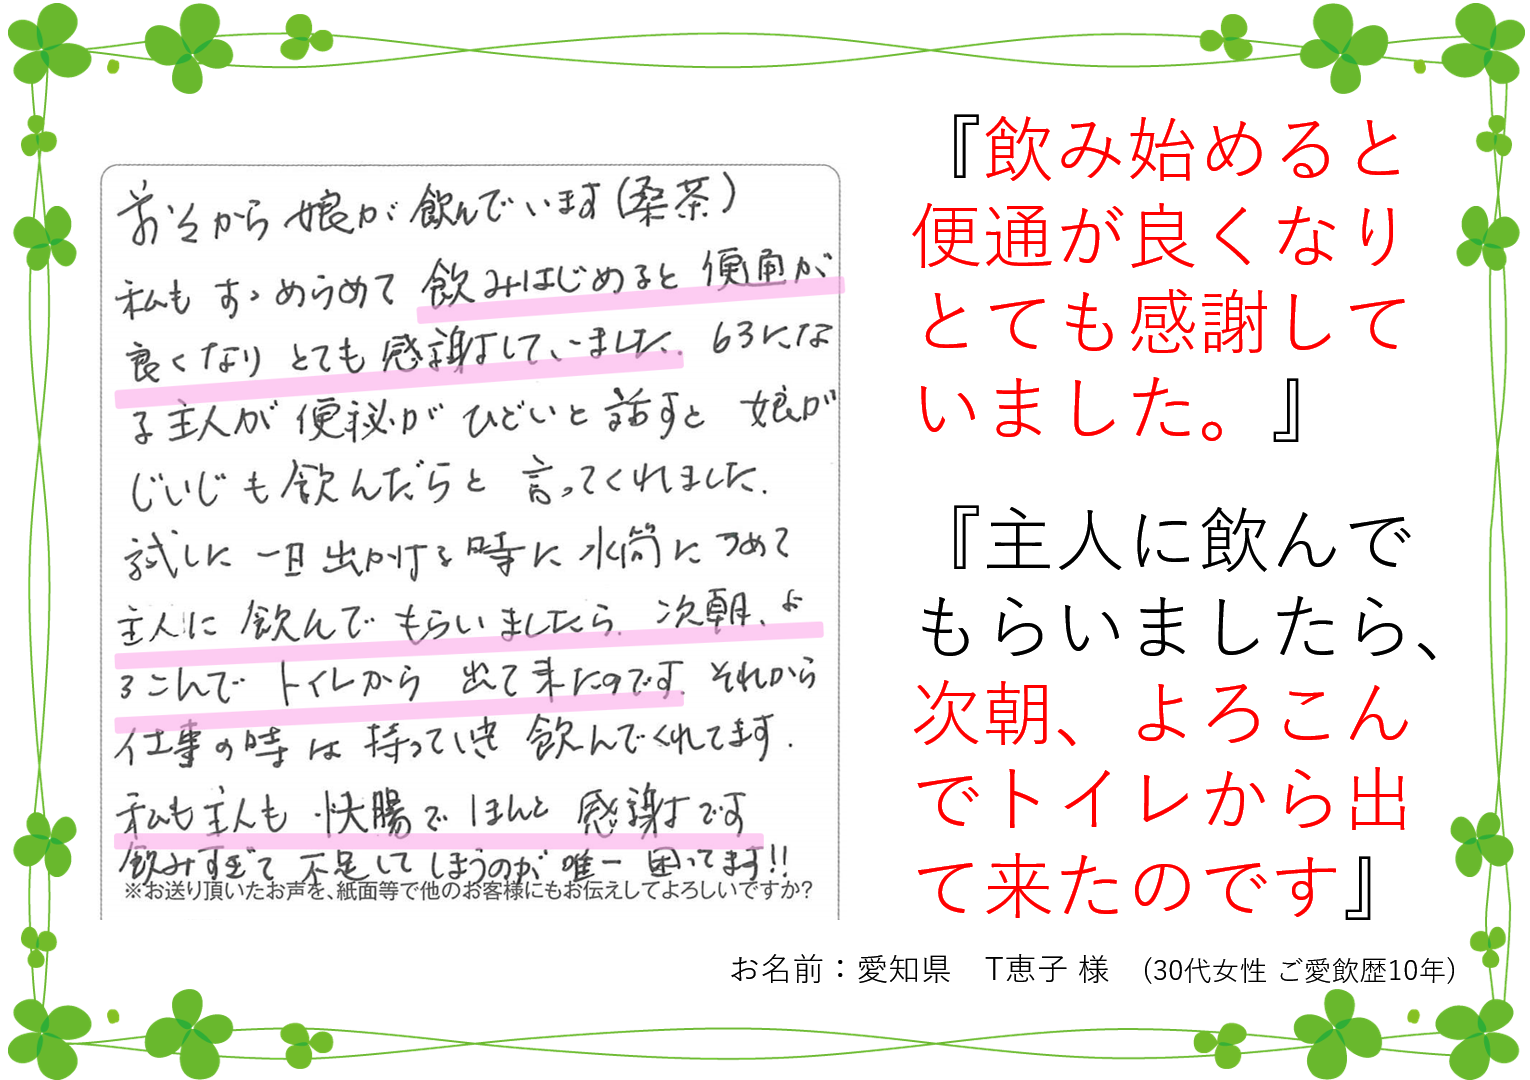 前々から娘が飲んでいます(桑茶)
私もすゝめらめて飲みはじめると便通が
良くなりとても感謝していました。63にな
る主人が便秘がひどいと話すと娘が
じいじも飲んだらと言ってくれました.
試しに一旦出かける時に水筒につめて
主人に飲んでもらいましたら.次朝、よ
ろこんでトイレから出て来たのです.それから
仕事の時は持っていき飲んでくれてます.
私も主人も快腸でほんと感謝です
飲みすぎて不足してしまうのが唯一困ってます!!
※お送り頂いたお声を、紙面等で他のお客様にもお伝えしてよろしいですか?
『飲み始めると
便通が良くなり
とても感謝して
いました。』
『主人に飲んで
もらいましたら、
次朝、よろこん
でトイレから出
て来たのです』
お名前：愛知県　T恵子 様　(30代女性 ご愛飲歴10年)